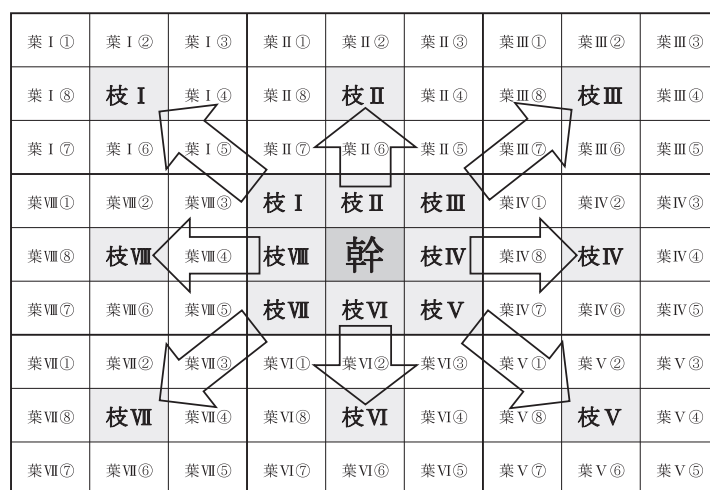 葉Ⅰ① 葉Ⅰ② 葉Ⅰ③ 葉Ⅱ① 葉Ⅱ② 葉Ⅱ③ 葉Ⅲ① 葉Ⅲ② 葉Ⅲ③
葉Ⅰ⑧ 枝Ⅰ 葉Ⅰ④ 葉Ⅱ⑧ 枝Ⅱ 葉Ⅱ④ 葉Ⅲ⑧ 枝Ⅲ 葉Ⅲ④
葉Ⅰ⑦ 葉Ⅰ⑥ 葉Ⅰ⑤ 葉Ⅱ⑦ 葉Ⅱ⑥ 葉Ⅱ⑤ 葉Ⅲ⑦ 葉Ⅲ⑥ 葉Ⅲ⑤
葉Ⅷ① 葉Ⅷ② 葉Ⅷ③ 枝Ⅰ 枝Ⅱ 枝Ⅲ 葉Ⅳ① 葉Ⅳ② 葉Ⅳ③
葉Ⅷ⑧ 枝Ⅷ 葉Ⅷ④ 枝Ⅷ 幹 枝Ⅳ 葉Ⅳ⑧ 枝Ⅳ 葉Ⅳ④
葉Ⅷ⑦ 葉Ⅷ⑥ 葉Ⅷ⑤ 枝Ⅶ 枝Ⅵ 枝Ⅴ 葉Ⅳ⑦ 葉Ⅳ⑥ 葉Ⅳ⑤
葉Ⅶ① 葉Ⅶ② 葉Ⅶ③ 葉Ⅵ① 葉Ⅵ② 葉Ⅵ③ 葉Ⅴ① 葉Ⅴ② 葉Ⅴ③
葉Ⅶ⑧ 枝Ⅶ 葉Ⅶ④ 葉Ⅵ⑧ 枝Ⅵ 葉Ⅵ④ 葉Ⅴ⑧ 枝Ⅴ 葉Ⅴ④
葉Ⅶ⑦ 葉Ⅶ⑥ 葉Ⅶ⑤ 葉Ⅵ⑦ 葉Ⅵ⑥ 葉Ⅵ⑤ 葉Ⅴ⑦ 葉Ⅴ⑥ 葉Ⅴ⑤